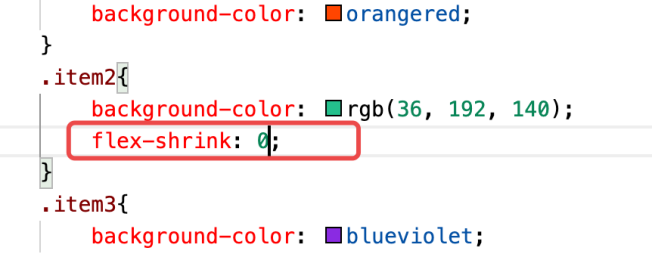 background-color: orangered;
}
.item2{
background-color: rgb(36, 192, 140);
flex-shrink: 0;
}
.item3{
background-color: blueviolet;